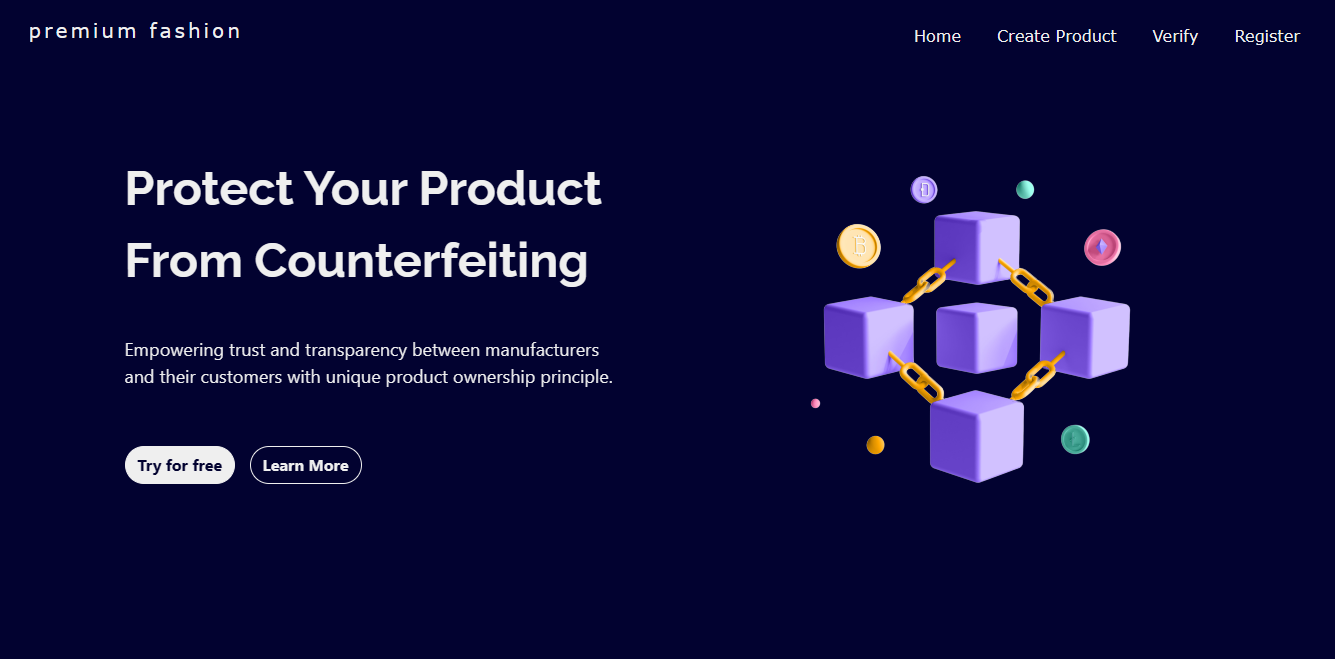 premium fashion
Home Create Product Verify Register
Protect Your Product
From Counterfeiting
Empowering trust and transparency between manufacturers
and their customers with unique product ownership principle.
Try for free Learn More